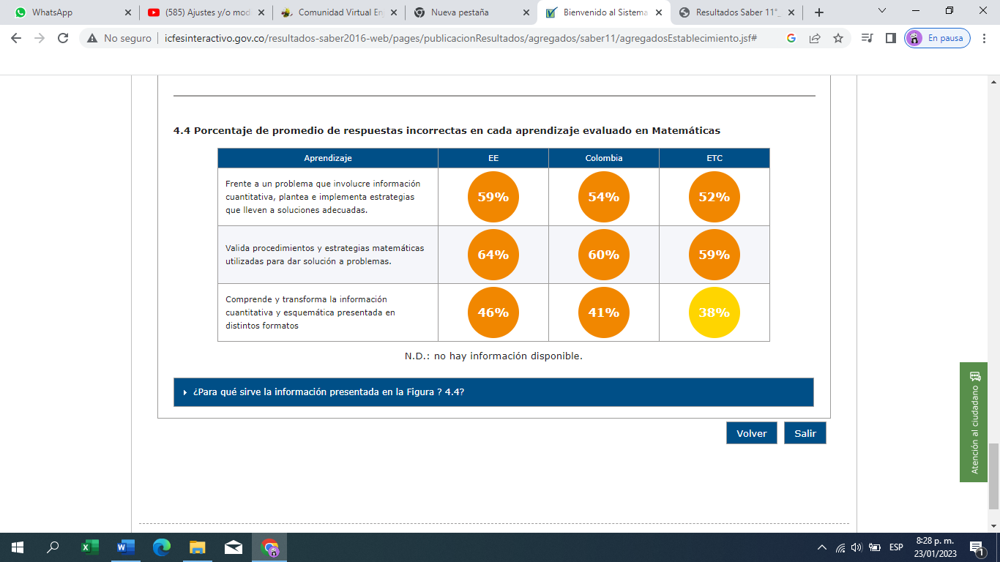 WhatsApp
(585) Ajustes y/o mod
Comunidad Virtual En
Nueva pestaña
Bienvenido al Sistema
Resultados Saber 11°_
No seguro
icfesinteractivo.gov.co/resultados-saber2016-web/pages/publicacionResultados/agregados/saber11/agregadosEstablecimiento.jsf#
En pausa
4.4 Porcentaje de promedio de respuestas incorrectas en cada aprendizaje evaluado en Matemáticas
Aprendizaje EE Colombia ETC
Frente a un problema que involucre información
cuantitativa, plantea e implementa estrategias
que lleven a soluciones adecuadas.
59% 54% 52%
Valida procedimientos y estrategias matemáticas
utilizadas para dar solución a problemas.
64% 60% 59%
Comprende y transforma la información
cuantitativa y esquemática presentada en
distintos formatos
46% 41% 38%
N.D.: no hay información disponible.
¿Para qué sirve la información presentada en la Figura ? 4.4?
Volver Salir
Atención al ciudadano
ESP
8:28 p. m.
23/01/2023
1